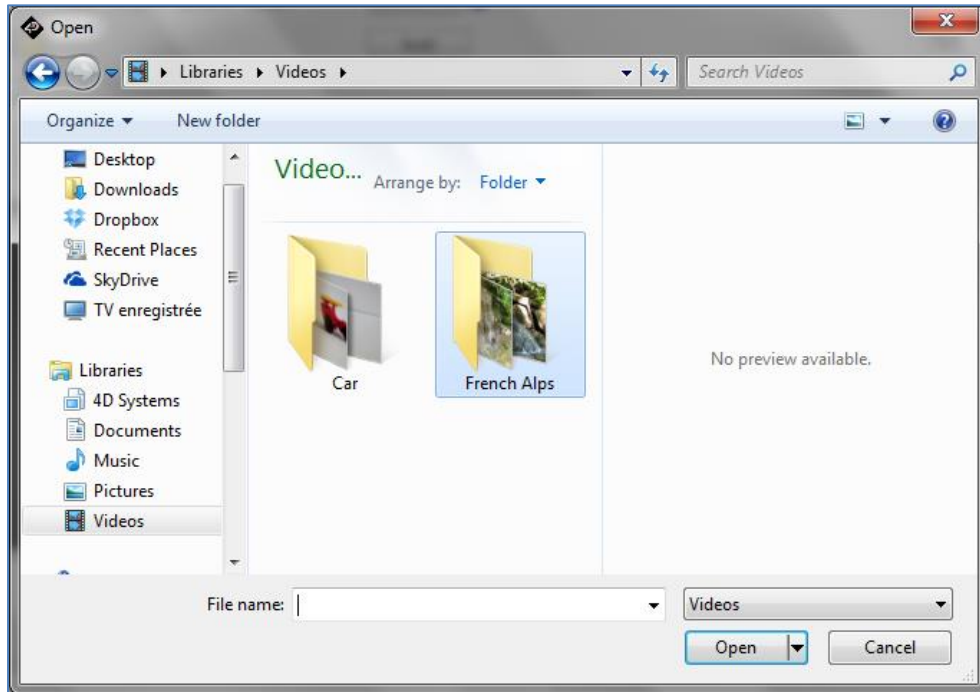 Open
Libraries Videos
Search Videos
Organize New folder
Desktop
Downloads
Dropbox
Recent Places
SkyDrive
TV enregistrée
Libraries
4D Systems
Documents
Music
Pictures
Videos
Video... Arrange by: Folder
Car French Alps
No preview available.
File name: Videos
Open Cancel